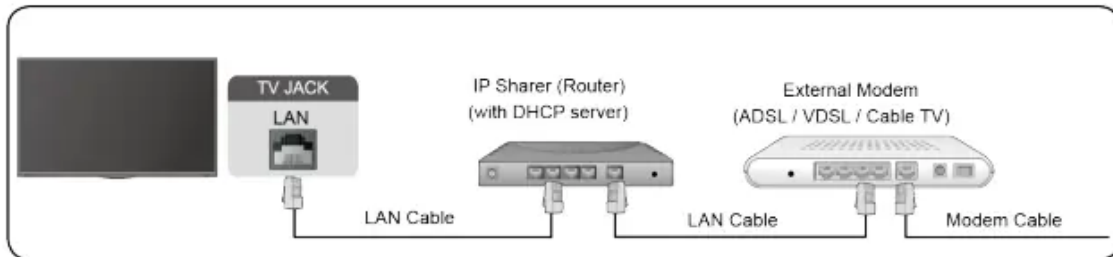 TV JACK
LAN
IP Sharer (Router)
(with DHCP server)
External Modem
(ADSL / VDSL / Cable TV)
LAN Cable
LAN Cable
Modem Cable